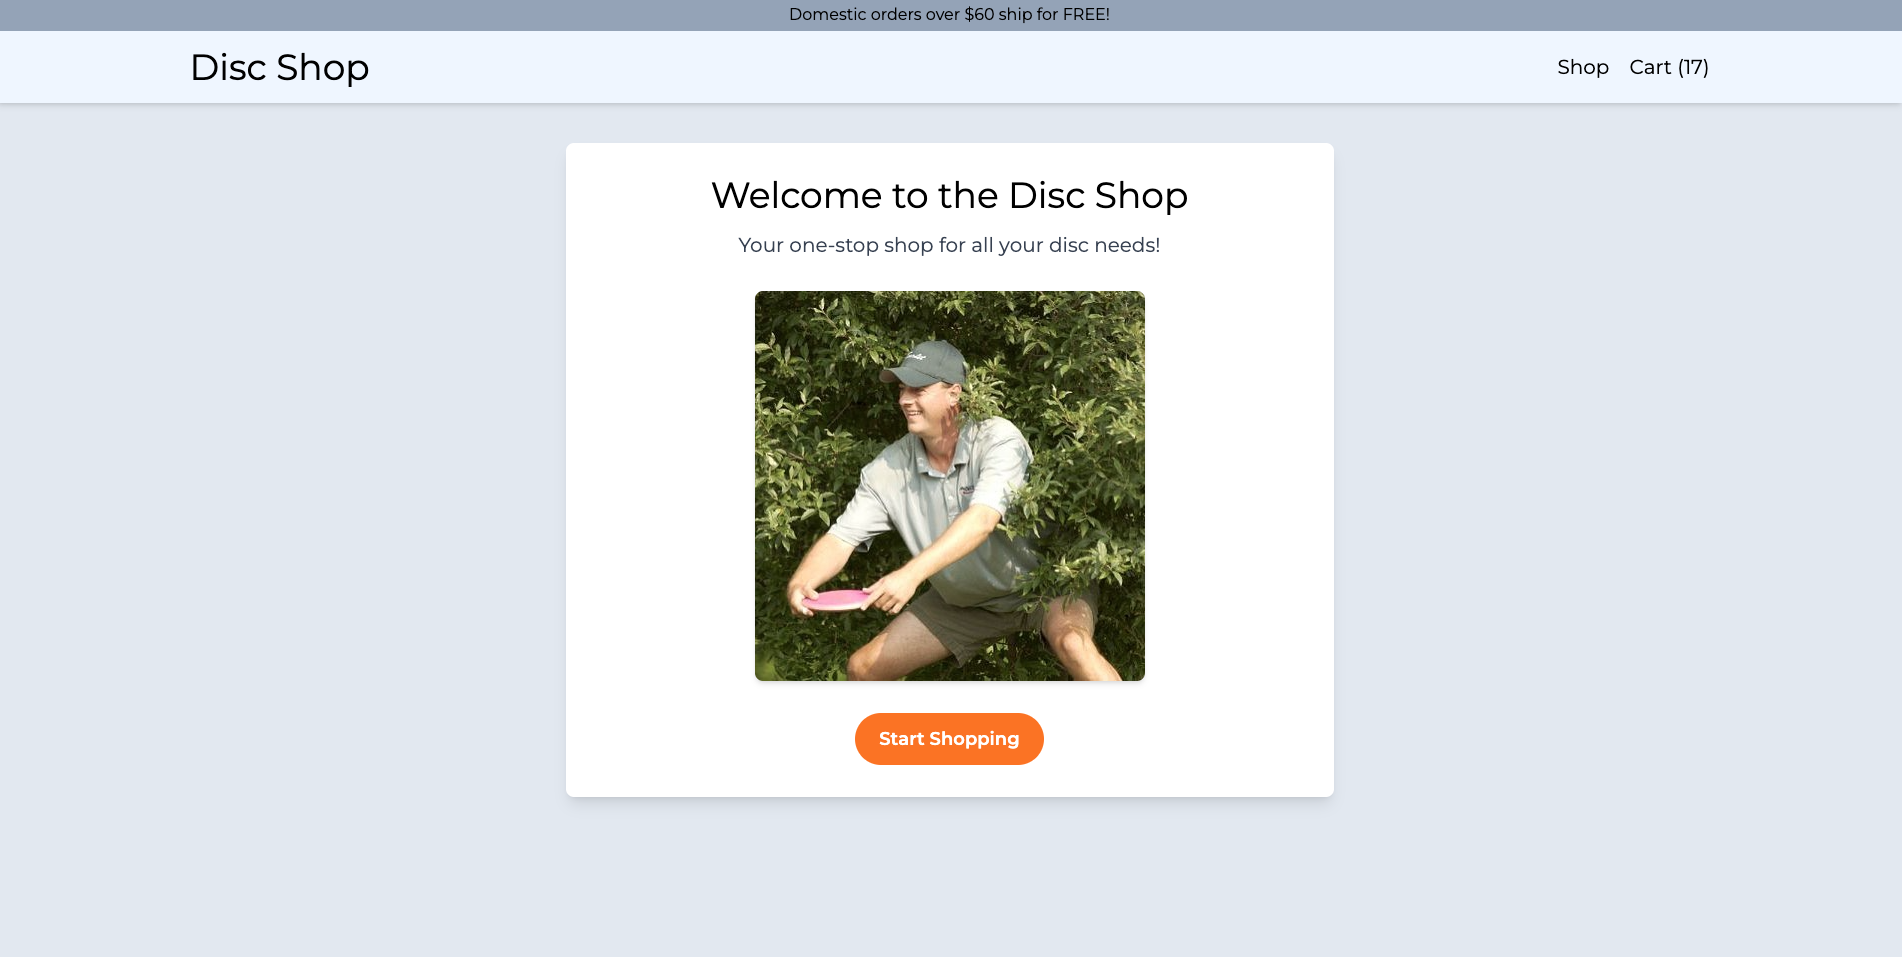 Domestic orders over $60 ship for FREE!
Disc Shop
Shop
Cart (17)
Welcome to the Disc Shop
Your one-stop shop for all your disc needs!
Start Shopping